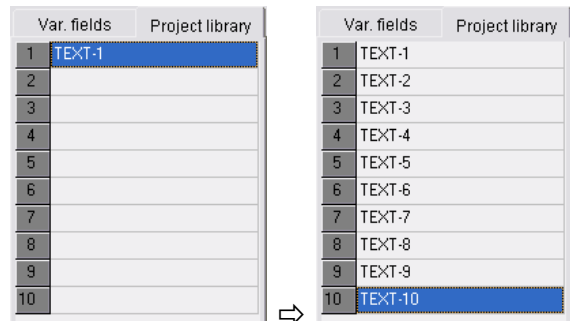 Var. fields Project library
1 TEXT-1
2
3
4
5
6
7
8
9
10
⇨
Var. fields Project library
1 TEXT-1
2 TEXT-2
3 TEXT-3
4 TEXT-4
5 TEXT-5
6 TEXT-6
7 TEXT-7
8 TEXT-8
9 TEXT-9
10 TEXT-10